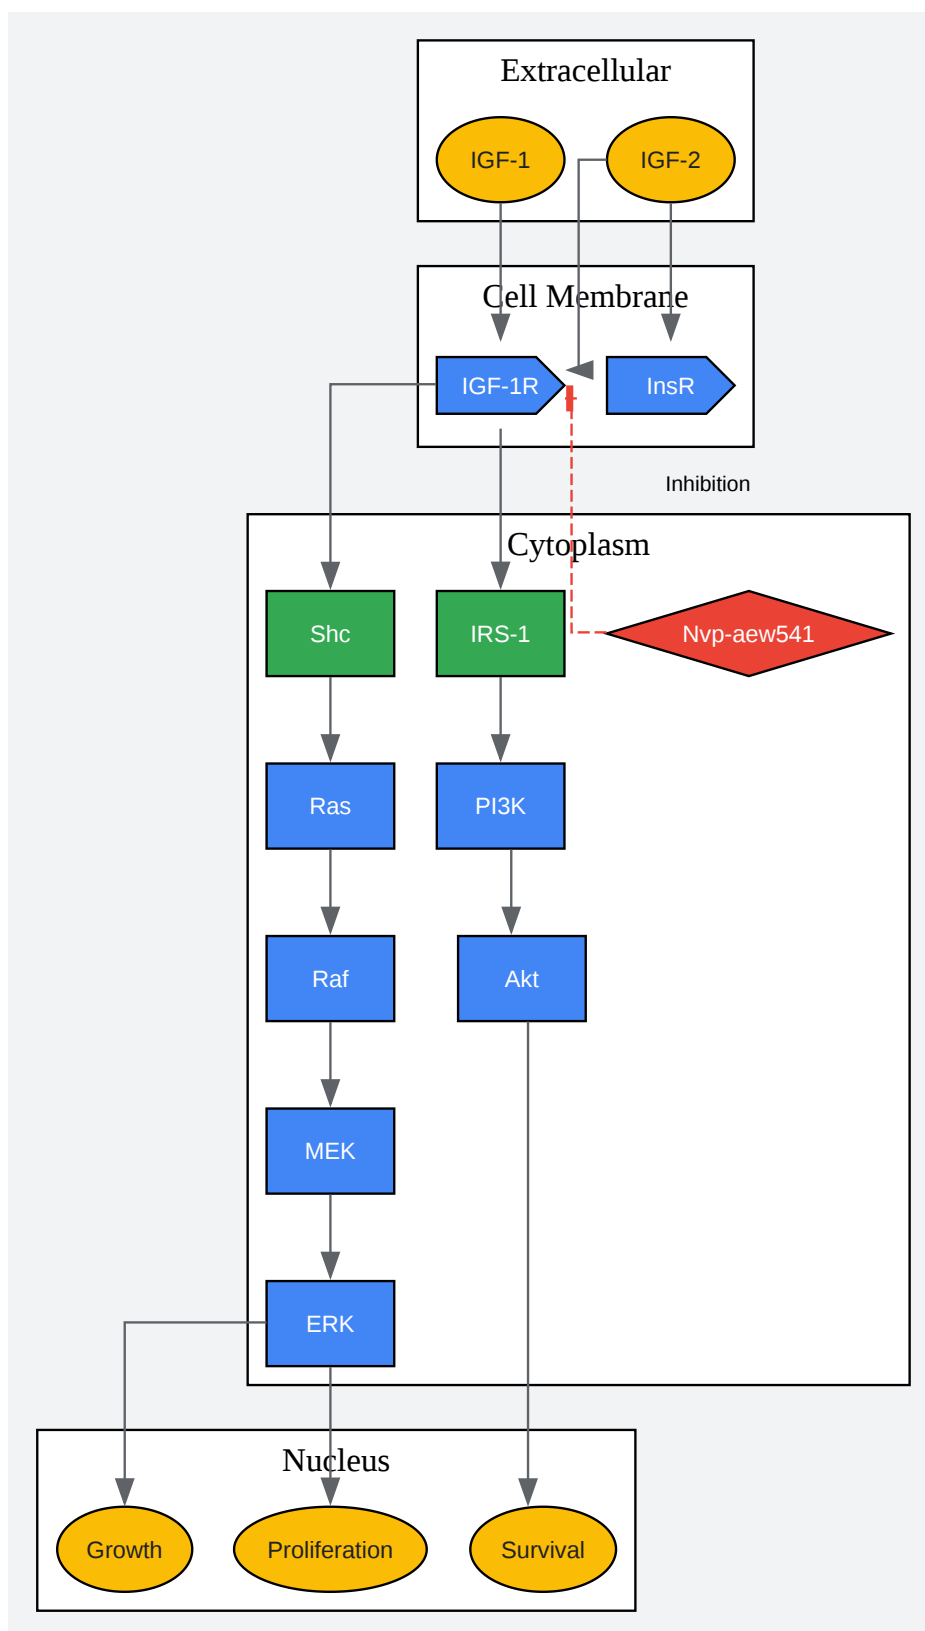 Extracellular
IGF-1
IGF-2
Cell Membrane
IGF-1R
InsR
Inhibition
Cytoplasm
Shc
IRS-1
Nvp-aew541
Ras
PI3K
Raf
Akt
MEK
ERK
Nucleus
Growth
Proliferation
Survival